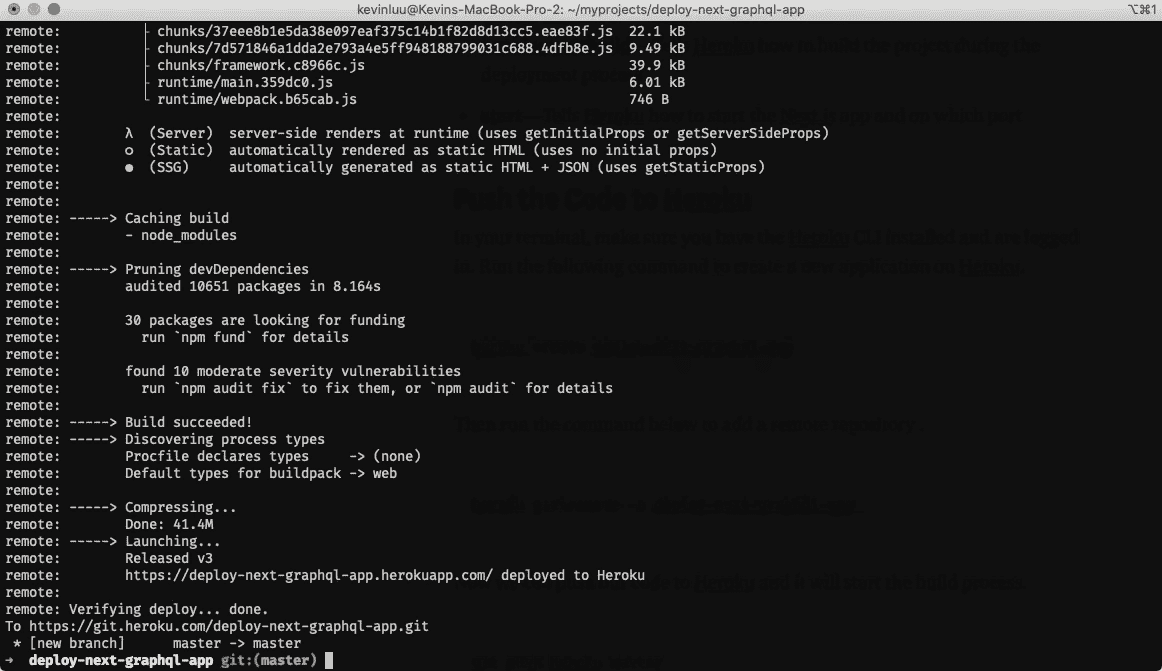 kevinluu@Kevins-MacBook-Pro-2: ~/myprojects/deploy-next-graphql-app ⌥⌘1
remote: ├ chunks/37eee8b1e5da38e097eaf375c14b1f82d8d13cc5.eae83f.js 22.1 kB
remote: ├ chunks/7d571846a1dda2e793a4e5ff948188799031c688.4dfb8e.js 9.49 kB
remote: ├ chunks/framework.c8966c.js 39.9 kB
remote: ├ runtime/main.359dc0.js 6.01 kB
remote: └ runtime/webpack.b65cab.js 746 B
remote:
remote: λ (Server) server-side renders at runtime (uses getInitialProps or getServerSideProps)
remote: ○ (Static) automatically rendered as static HTML (uses no initial props)
remote: ● (SSG) automatically generated as static HTML + JSON (uses getStaticProps)
remote:
remote:
remote: -----> Caching build
remote: - node_modules
remote:
remote: -----> Pruning devDependencies
remote: audited 10651 packages in 8.164s
remote:
remote: 30 packages are looking for funding
remote: run `npm fund` for details
remote:
remote: found 10 moderate severity vulnerabilities
remote: run `npm audit fix` to fix them, or `npm audit` for details
remote:
remote: -----> Build succeeded!
remote: -----> Discovering process types
remote: Procfile declares types -> (none)
remote: Default types for buildpack -> web
remote:
remote: -----> Compressing...
remote: Done: 41.4M
remote: -----> Launching...
remote: Released v3
remote: https://deploy-next-graphql-app.herokuapp.com/ deployed to Heroku
remote:
remote: Verifying deploy... done.
To https://git.heroku.com/deploy-next-graphql-app.git
* [new branch] master -> master
➜ deploy-next-graphql-app git:(master)
Push the Code to Heroku